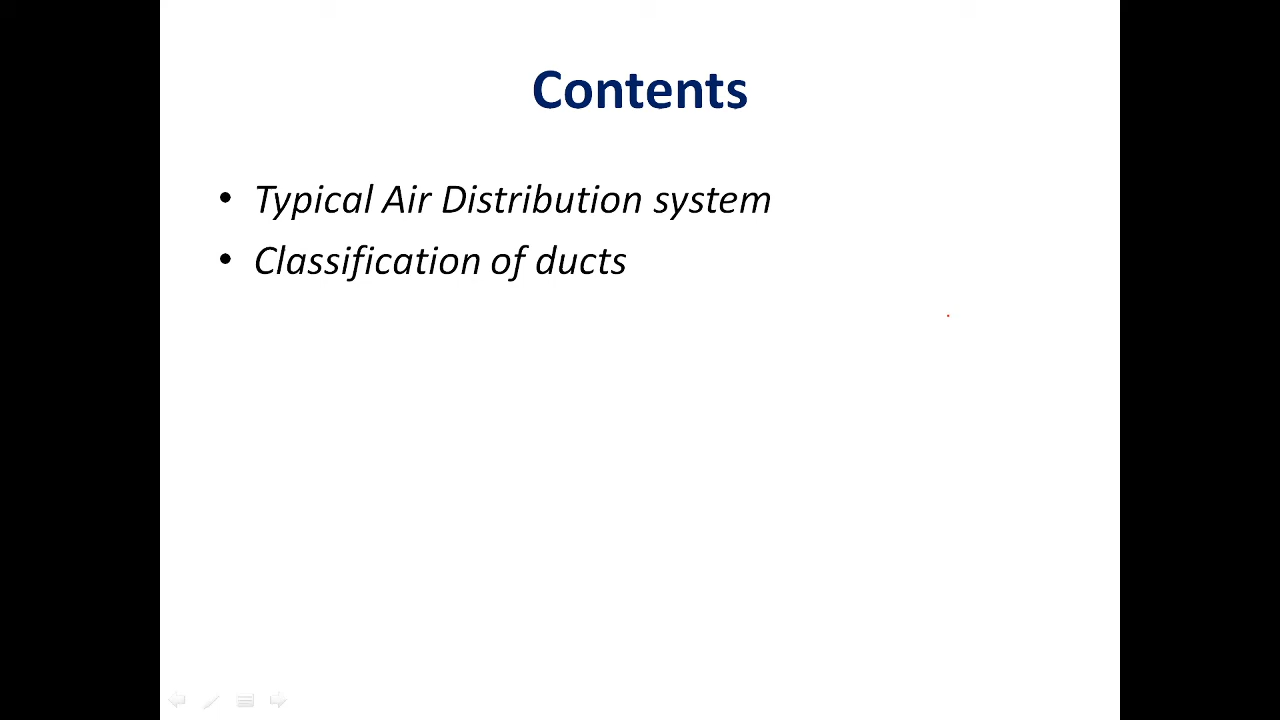 Contents
• Typical Air Distribution system
• Classification of ducts